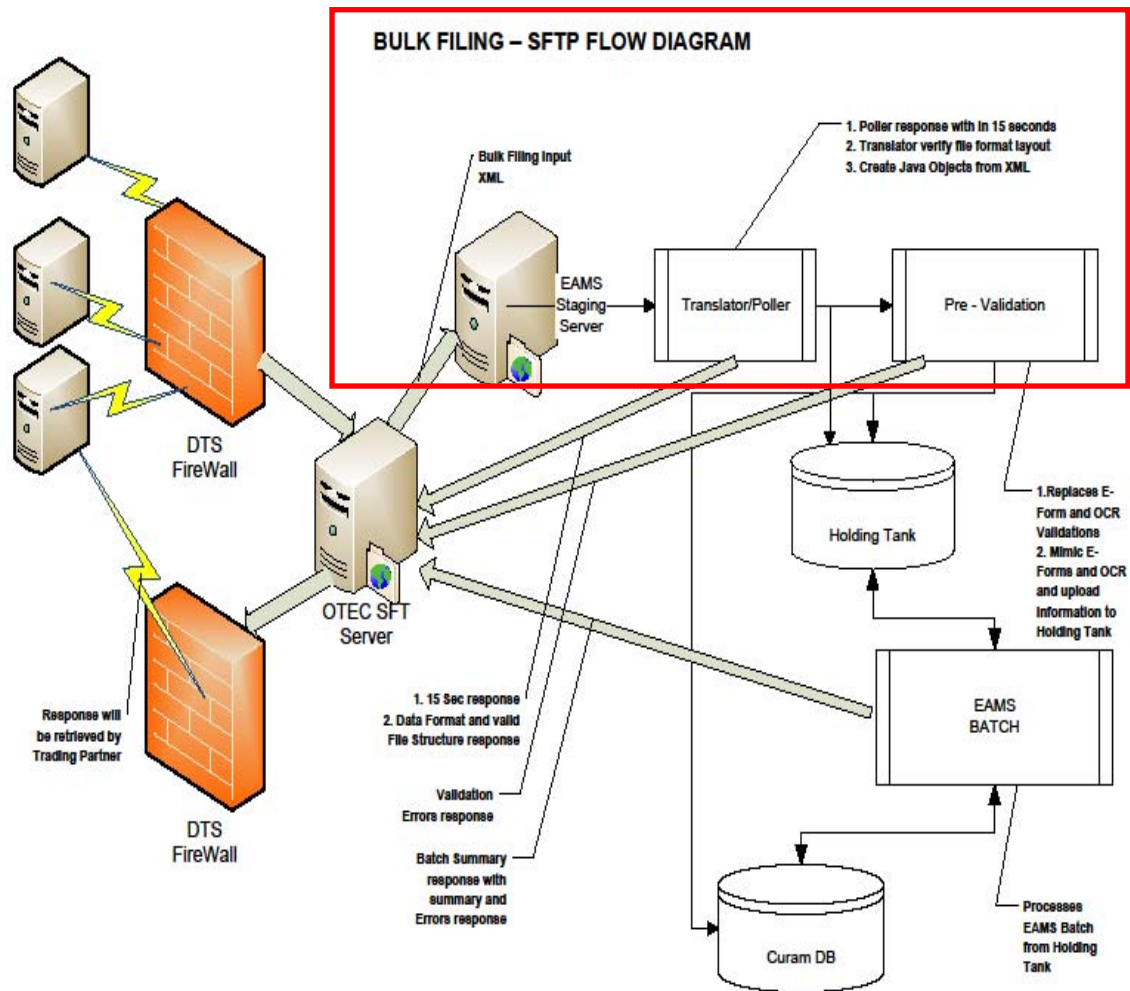 BULK FILING – SFTP FLOW DIAGRAM
1. Poller response with in 15 seconds
2. Translator verify file format layout
3. Create Java Objects from XML
Bulk Filing Input
XML
EAMS
Staging
Server
Translator/Poller
Pre - Validation
DTS
FireWall
Holding Tank
1.Replaces E-
Form and OCR
Validations
2. Mimic E-
Forms and OCR
and upload
Information to
Holding Tank
OTEC SFT
Server
Response will
be retrieved by
Trading Partner
1. 15 Sec response
2. Data Format and valid
File Structure response
EAMS
BATCH
DTS
FireWall
Validation
Errors response
Batch Summary
response with
summary and
Errors response
Curam DB
Processes
EAMS Batch
from Holding
Tank